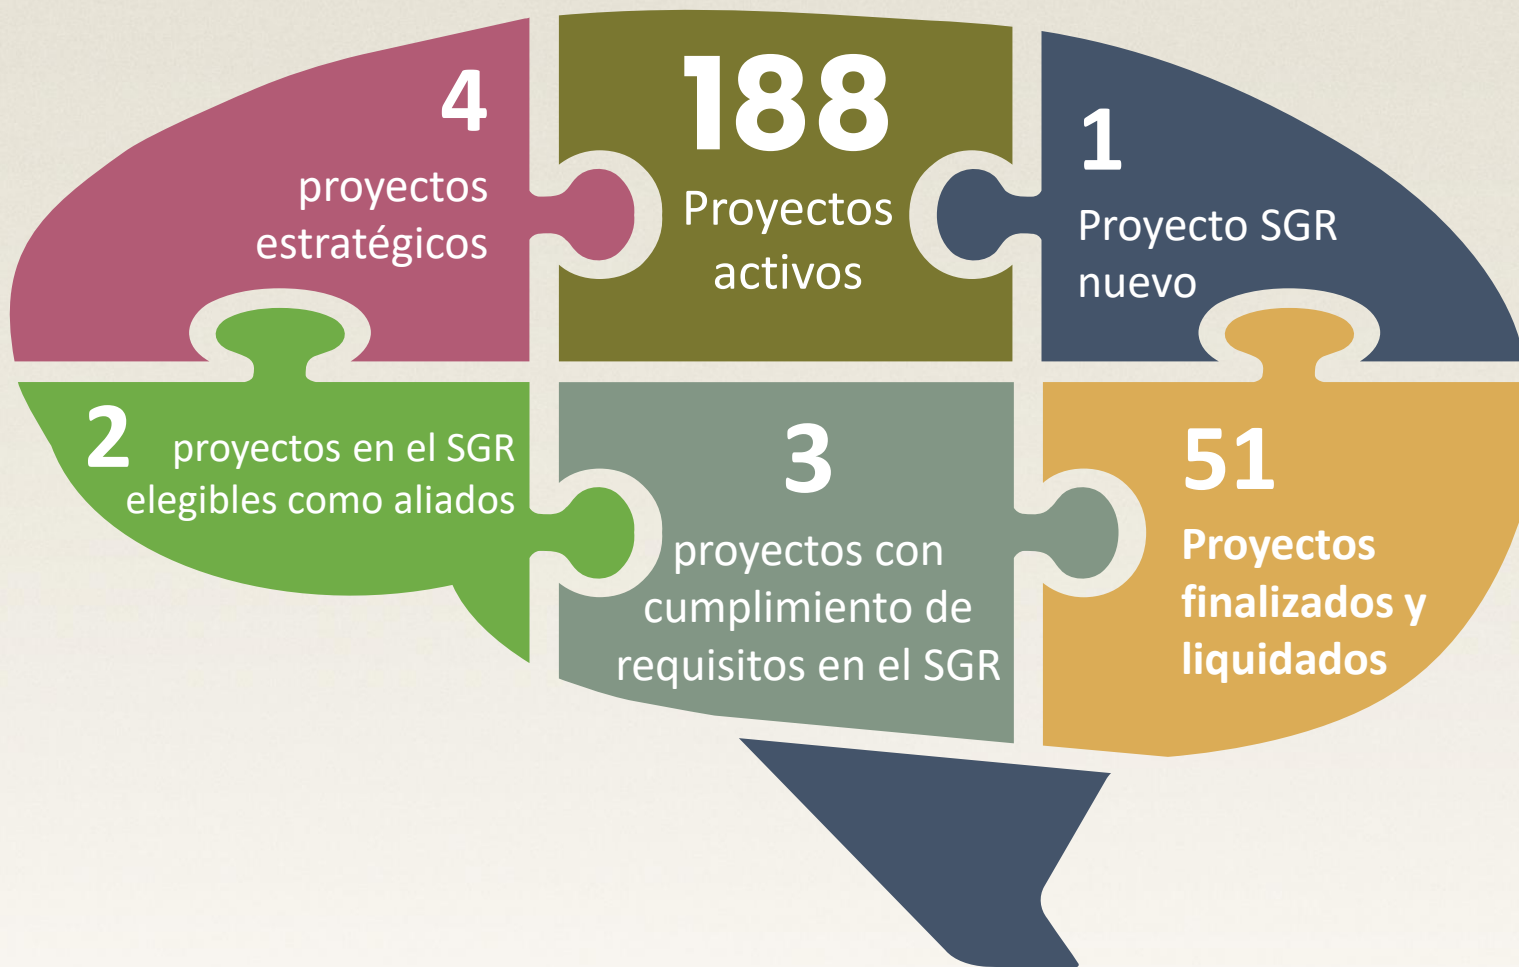 4
proyectos
estratégicos
188
Proyectos
activos
1
Proyecto SGR
nuevo
2 proyectos en el SGR
elegibles como aliados
3
proyectos con
cumplimiento de
requisitos en el SGR
51
Proyectos
finalizados y
liquidados